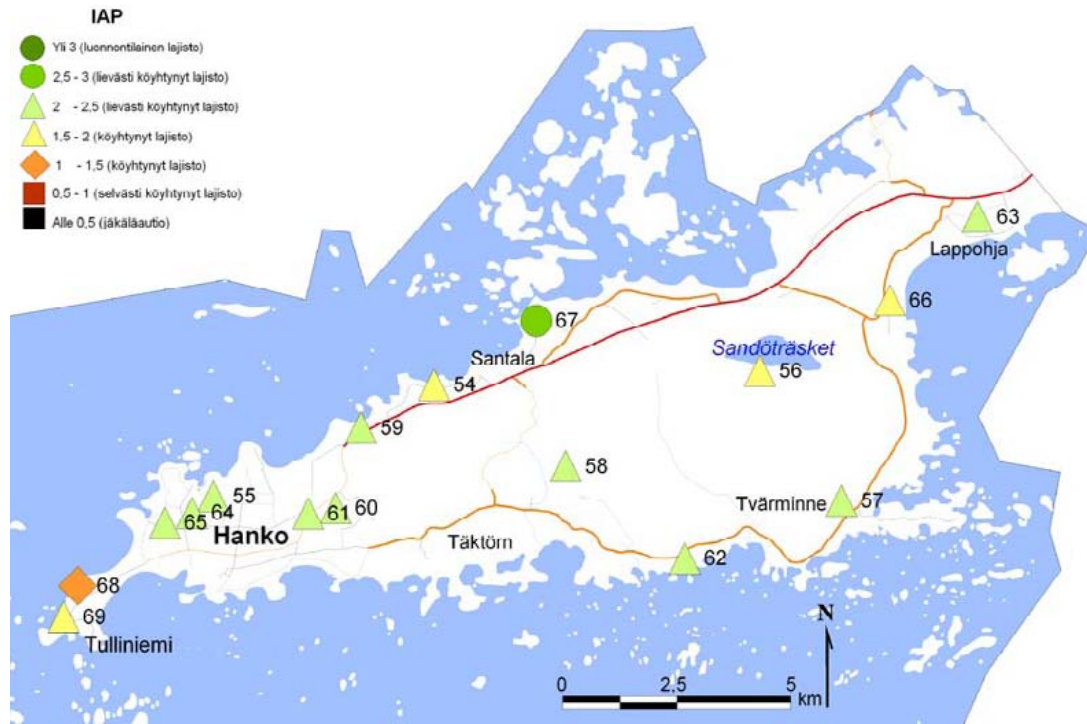 IAP
Yli 3 (luonnontilainen lajisto)
2,5 - 3 (lievästi köyhtynyt lajisto)
2 - 2,5 (lievästi köyhtynyt lajisto)
1,5 - 2 (köyhtynyt lajisto)
1 - 1,5 (köyhtynyt lajisto)
0,5 - 1 (selvästi köyhtynyt lajisto)
Alle 0,5 (jäkäläautio)
63
Lappohja
66
67
Santala
Sandöträsket
56
54
59
58
55
64
65
61
60
Hanko
Tvärminne
57
Täktörn
62
68
69
Tulliniemi
N
0 2,5 5
km